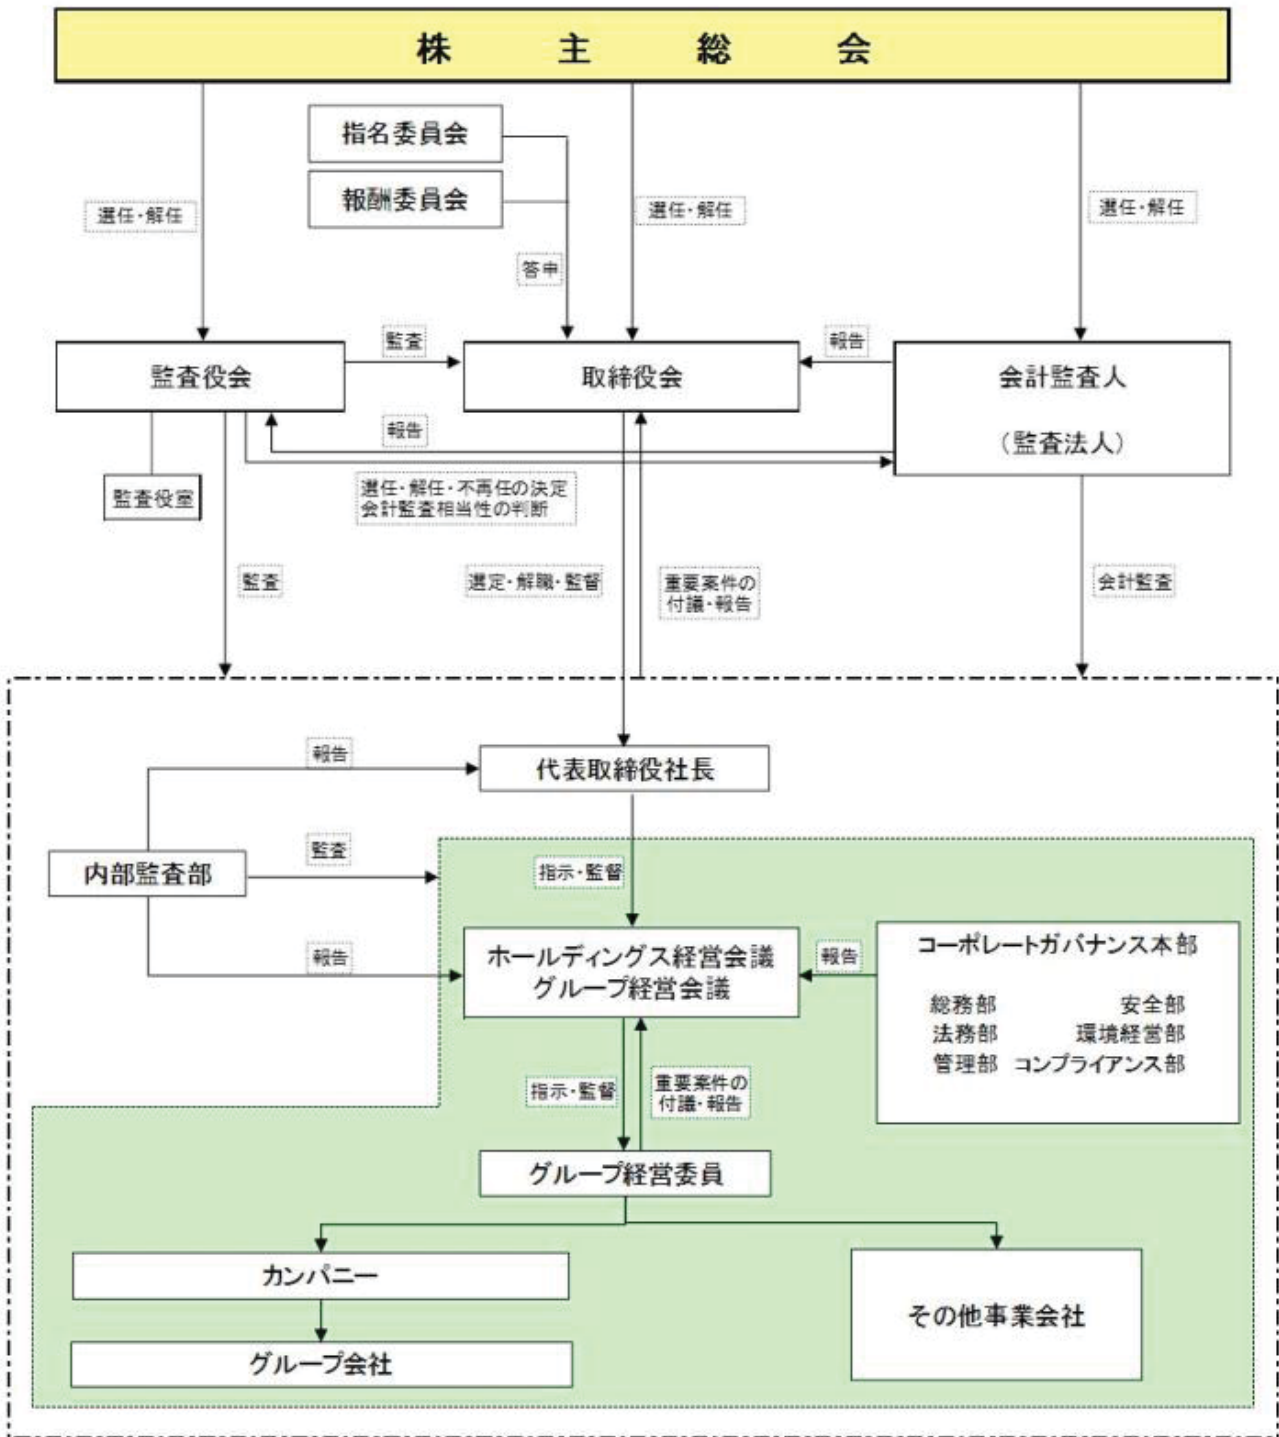 株主総会
指名委員会
報酬委員会
選任・解任
選任・解任
選任・解任
答申
監査役会
監査
取締役会
報告
会計監査人
（監査法人）
報告
監査役室
選任・解任・不再任の決定
会計監査相当性の判断
監査
選定・解職・監督
重要案件の
付議・報告
会計監査
報告
代表取締役社長
監査
内部監査部
指示・監督
報告
ホールディングス経営会議
グループ経営会議
報告
コーポレートガバナンス本部
総務部 安全部
法務部 環境経営部
管理部 コンプライアンス部
指示・監督
重要案件の
付議・報告
グループ経営委員
カンパニー
その他事業会社
グループ会社